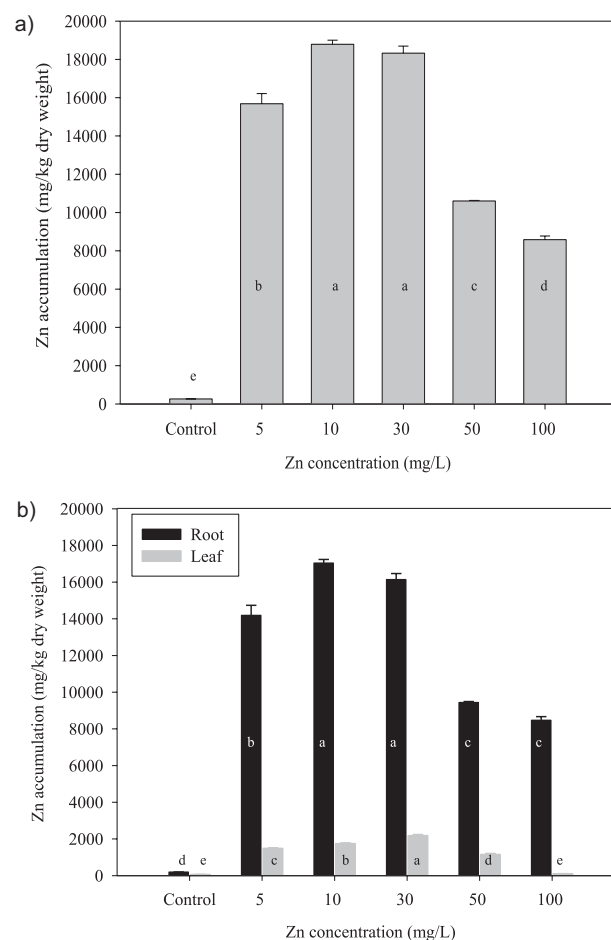 a)
Zn accumulation (mg/kg dry weight)
20000
18000
16000
14000
12000
10000
8000
6000
4000
2000
0
e
b
a
a
c
d
Control 5 10 30 50 100
Zn concentration (mg/L)
b)
Zn accumulation (mg/kg dry weight)
20000
18000
16000
14000
12000
10000
8000
6000
4000
2000
0
Root
Leaf
b a a c c
d e c b a d e
Control 5 10 30 50 100
Zn concentration (mg/L)